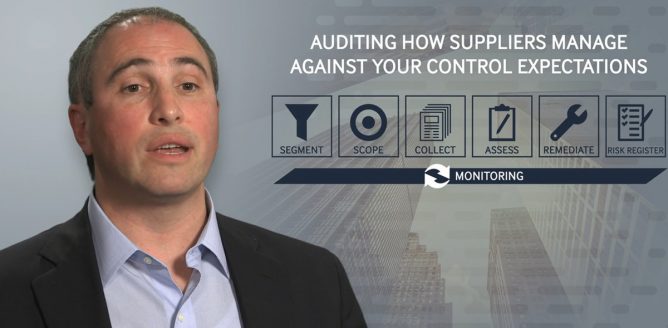 AUDITING HOW SUPPLIERS MANAGE
AGAINST YOUR CONTROL EXPECTATIONS
SEGMENT
SCOPE
COLLECT
ASSESS
REMEDIATE
RISK REGISTER
MONITORING